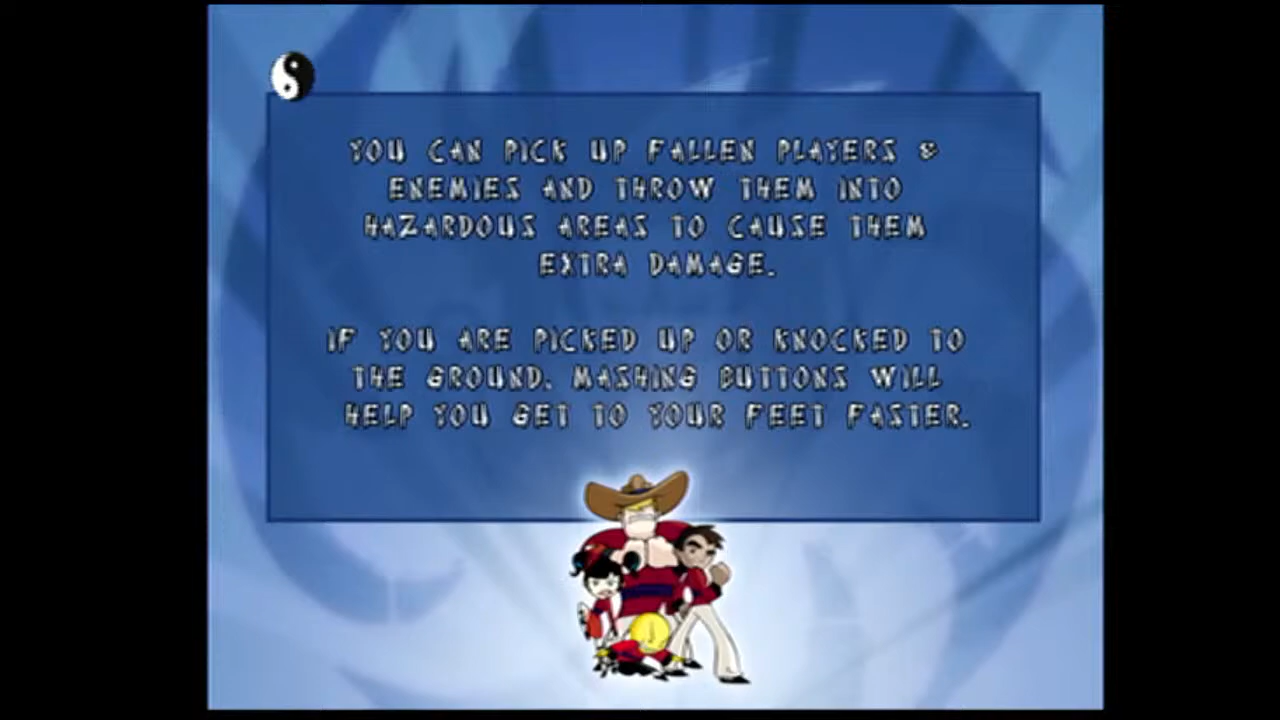 YOU CAN PICK UP FALLEN PLAYERS &
ENEMIES AND THROW THEM INTO
HAZARDOUS AREAS TO CAUSE THEM
EXTRA DAMAGE.
IF YOU ARE PICKED UP OR KNOCKED TO
THE GROUND, MASHING BUTTONS WILL
HELP YOU GET TO YOUR FEET FASTER.